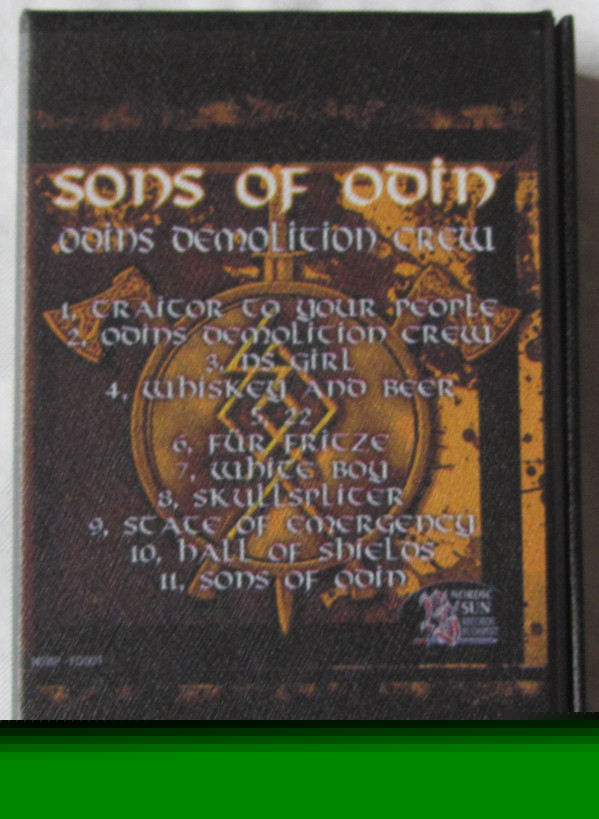 SONS OF ODIN
ODINS DEMOLITION CREW
1, TRAITOR TO YOUR PEOPLE
2, ODINS DEMOLITION CREW
3, NS GIRL
4, WHISKEY AND BEER
5, 22
6, FÜR FRITZE
7, WHITE BOY
8, SKULLSPLITER
9, STATE OF EMERGENCY
10, HALL OF SHIELDS
11, SONS OF ODIN
NORDIC
SUN
RECORDS